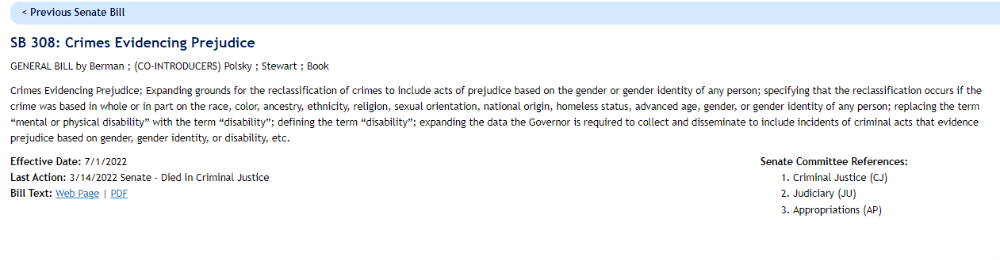 < Previous Senate Bill
SB 308: Crimes Evidencing Prejudice
GENERAL BILL by Berman ; (CO-INTRODUCERS) Polsky ; Stewart ; Book
Crimes Evidencing Prejudice; Expanding grounds for the reclassification of crimes to include acts of prejudice based on the gender or gender identity of any person; specifying that the reclassification occurs if the
crime was based in whole or in part on the race, color, ancestry, ethnicity, religion, sexual orientation, national origin, homeless status, advanced age, gender, or gender identity of any person; replacing the term
“mental or physical disability” with the term “disability”; defining the term “disability”; expanding the data the Governor is required to collect and disseminate to include incidents of criminal acts that evidence
prejudice based on gender, gender identity, or disability, etc.
Effective Date: 7/1/2022
Last Action: 3/14/2022 Senate - Died in Criminal Justice
Bill Text: Web Page | PDF
Senate Committee References:
1. Criminal Justice (CJ)
2. Judiciary (JU)
3. Appropriations (AP)